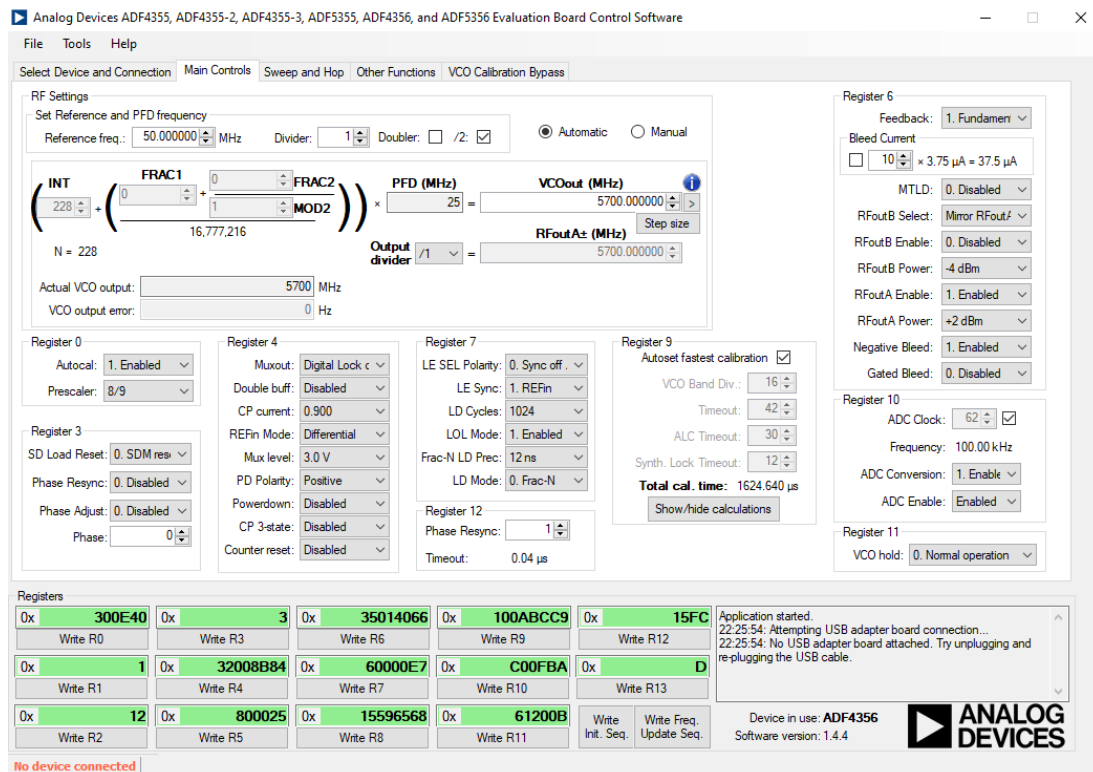 Analog Devices ADF4355, ADF4355-2, ADF4355-3, ADF5355, ADF4356, and ADF5356 Evaluation Board Control Software
File Tools Help
Select Device and Connection Main Controls Sweep and Hop Other Functions VCO Calibration Bypass
RF Settings
Set Reference and PFD frequency
Reference freq.: 50.000000 MHz Divider: 1 Doubler: /2:
Automatic Manual
INT
228
+
FRAC1
0
+
0 FRAC2
1 MOD2
16,777,216
×
PFD (MHz)
25
=
VCOout (MHz)
5700.000000 >
Step size
N = 228
Output divider /1 =
RFoutA± (MHz)
5700.000000
Actual VCO output: 5700 MHz
VCO output error: 0 Hz
Register 0
Autocal: 1. Enabled
Prescaler: 8/9
Register 3
SD Load Reset: 0. SDM rese
Phase Resync: 0. Disabled
Phase Adjust: 0. Disabled
Phase: 0
Register 4
Muxout: Digital Lock c
Double buff: Disabled
CP current: 0.900
REFin Mode: Differential
Mux level: 3.0 V
PD Polarity: Positive
Powerdown: Disabled
CP 3-state: Disabled
Counter reset: Disabled
Register 7
LE SEL Polarity: 0. Sync off .
LE Sync: 1. REFin
LD Cycles: 1024
LOL Mode: 1. Enabled
Frac-N LD Prec: 12 ns
LD Mode: 0. Frac-N
Register 12
Phase Resync: 1
Timeout: 0.04 µs
Register 9
Autoset fastest calibration
VCO Band Div.: 16
Timeout: 42
ALC Timeout: 30
Synth. Lock Timeout: 12
Total cal. time: 1624.640 µs
Show/hide calculations
Register 6
Feedback: 1. Fundamen
Bleed Current
10 × 3.75 µA = 37.5 µA
MTLD: 0. Disabled
RFoutB Select: Mirror RFoutA
RFoutB Enable: 0. Disabled
RFoutB Power: -4 dBm
RFoutA Enable: 1. Enabled
RFoutA Power: +2 dBm
Negative Bleed: 1. Enabled
Gated Bleed: 0. Disabled
Register 10
ADC Clock: 62
Frequency: 100.00 kHz
ADC Conversion: 1. Enable
ADC Enable: Enabled
Register 11
VCO hold: 0. Normal operation
Registers
0x 300E40 0x 3 0x 35014066 0x 100ABCC9 0x 15FC
Write R0 Write R3 Write R6 Write R9 Write R12
0x 1 0x 32008B84 0x 60000E7 0x C00FBA 0x D
Write R1 Write R4 Write R7 Write R10 Write R13
0x 12 0x 800025 0x 15596568 0x 61200B
Write R2 Write R5 Write R8 Write R11
Write Init. Seq. Write Freq. Update Seq.
Application started.
22:25:54: Attempting USB adapter board connection...
22:25:54: No USB adapter board attached. Try unplugging and
re-plugging the USB cable.
Device in use: ADF4356
Software version: 1.4.4
ANALOG
DEVICES
No device connected